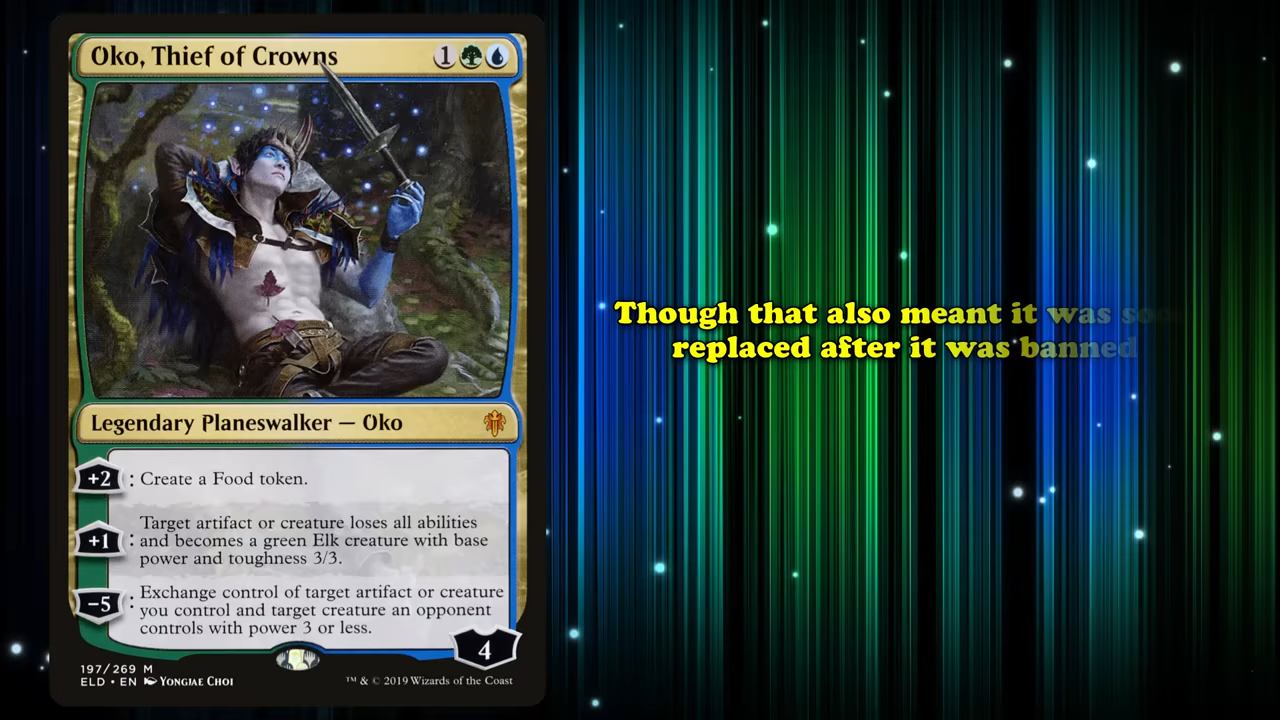 Oko, Thief of Crowns
1
Legendary Planeswalker — Oko
+2 : Create a Food token.
+1 : Target artifact or creature loses all abilities
and becomes a green Elk creature with base
power and toughness 3/3.
−5 : Exchange control of target artifact or creature
you control and target creature an opponent
controls with power 3 or less.
4
197/269 M
ELD • EN Yongjae Choi
™ & © 2019 Wizards of the Coast
Though that also meant it was
replaced after it was banned